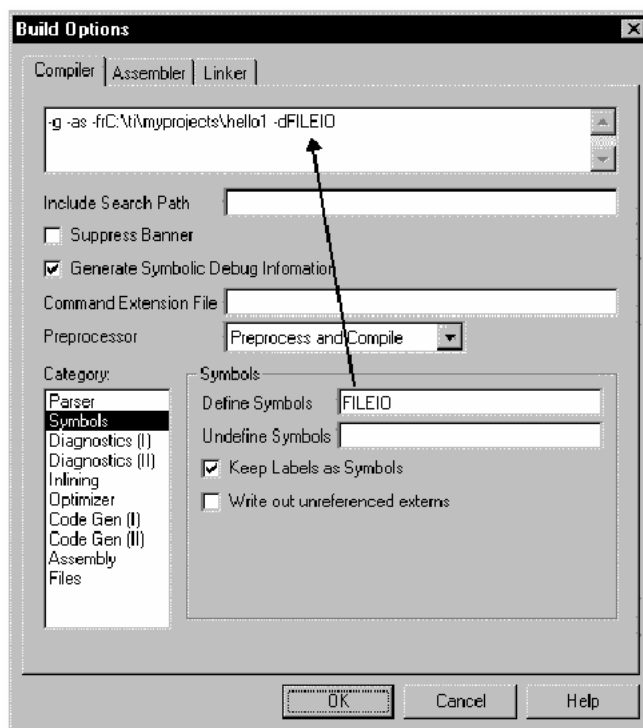 Build Options
Compiler Assembler Linker
-g -as -frC:\ti\myprojects\hello1 -dFILEIO
Include Search Path
Suppress Banner
Generate Symbolic Debug Infomation
Command Extension File
Preprocessor Preprocess and Compile
Category:
Parser
Symbols
Diagnostics (I)
Diagnostics (II)
Inlining
Optimizer
Code Gen (I)
Code Gen (II)
Assembly
Files
Symbols
Define Symbols FILEIO
Undefine Symbols
Keep Labels as Symbols
Write out unreferenced externs
OK Cancel Help